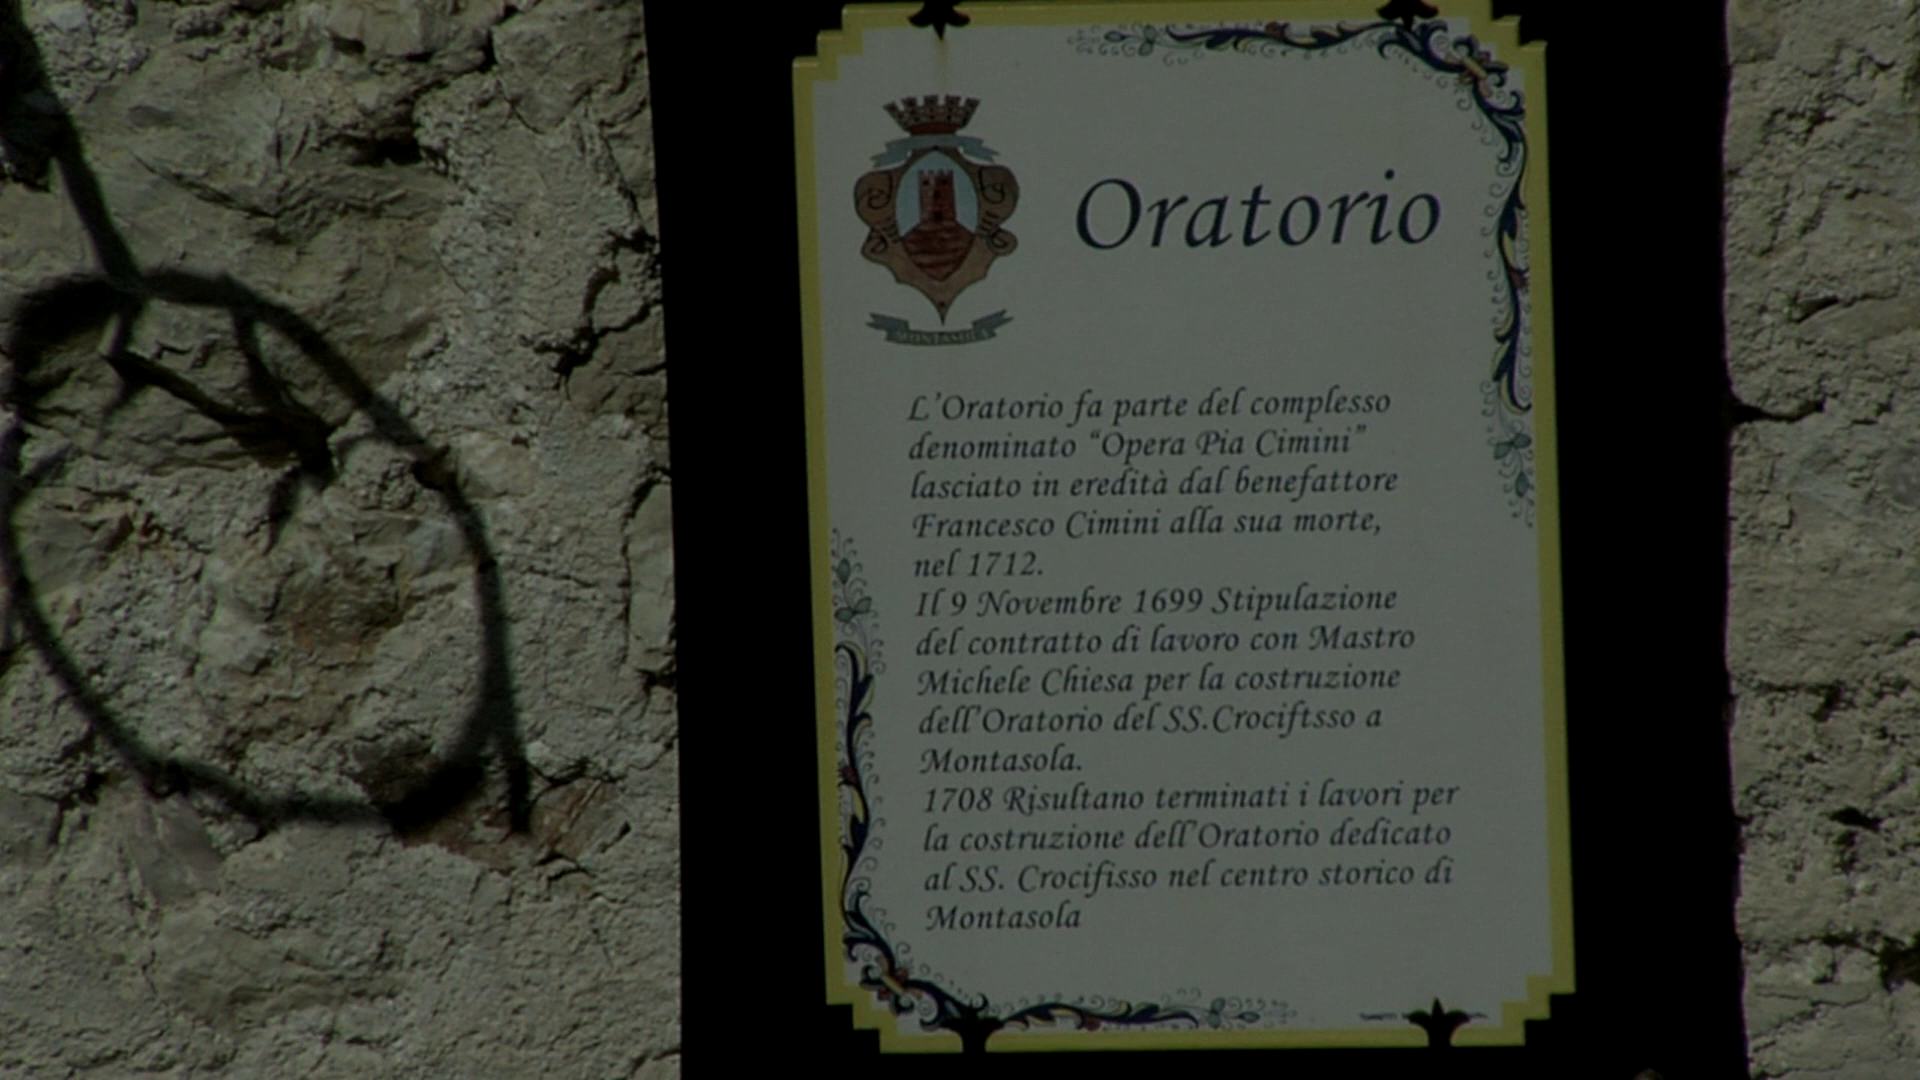 Oratorio
MONTASOLA
L'Oratorio fa parte del complesso
denominato “Opera Pia Cimini”
lasciato in eredità dal benefattore
Francesco Cimini alla sua morte,
nel 1712.
Il 9 Novembre 1699 Stipulazione
del contratto di lavoro con Mastro
Michele Chiesa per la costruzione
dell'Oratorio del SS.Crociftsso a
Montasola.
1708 Risultano terminati i lavori per
la costruzione dell'Oratorio dedicato
al SS. Crocifisso nel centro storico di
Montasola